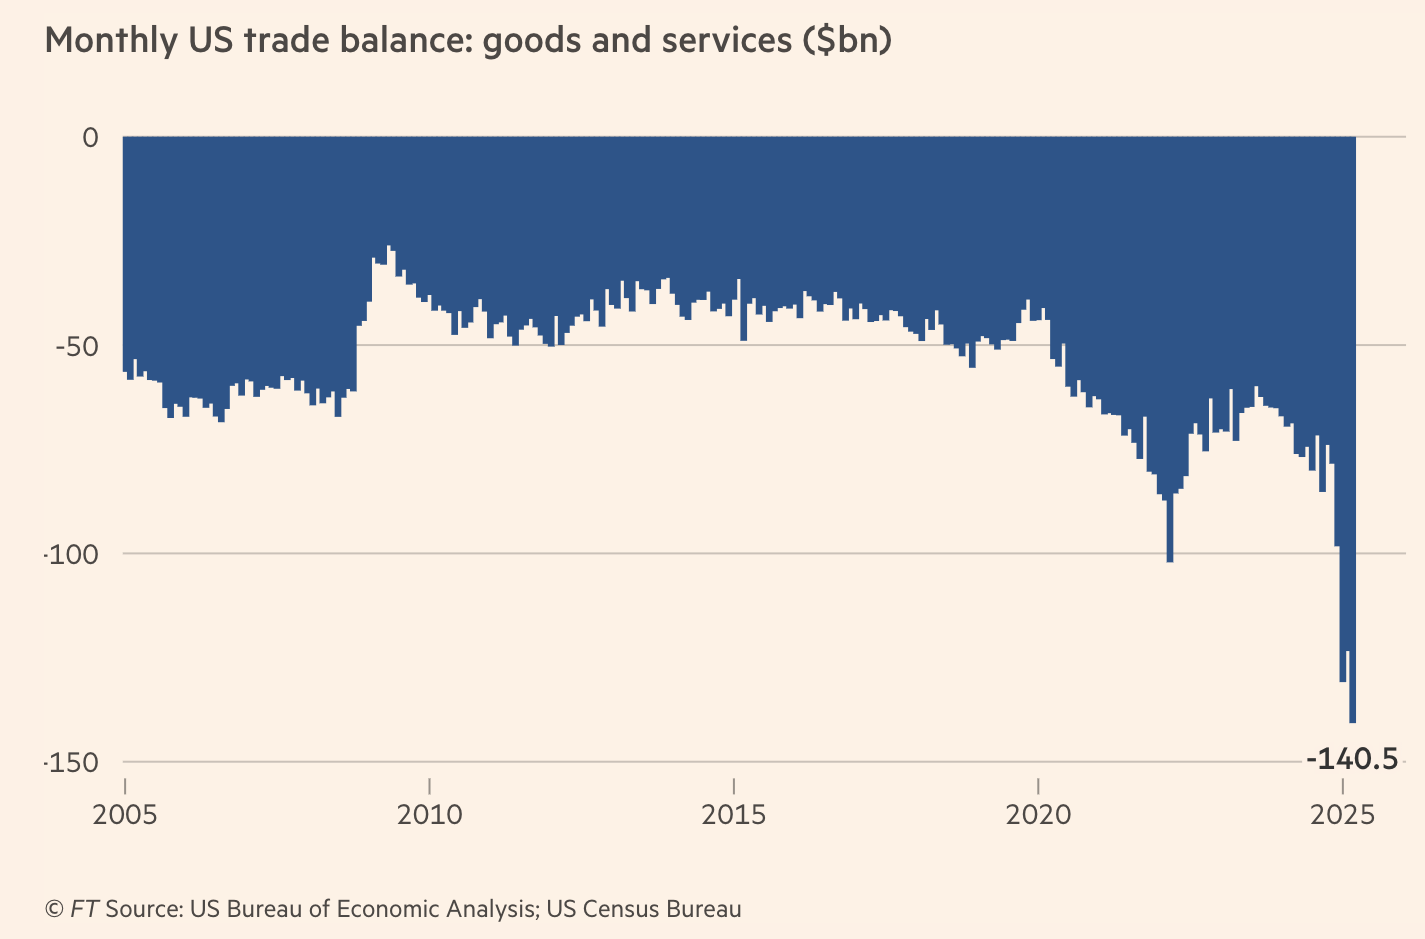 Monthly US trade balance: goods and services ($bn)
0
-50
-100
-150
-140.5
2005 2010 2015 2020 2025
© FT Source: US Bureau of Economic Analysis; US Census Bureau